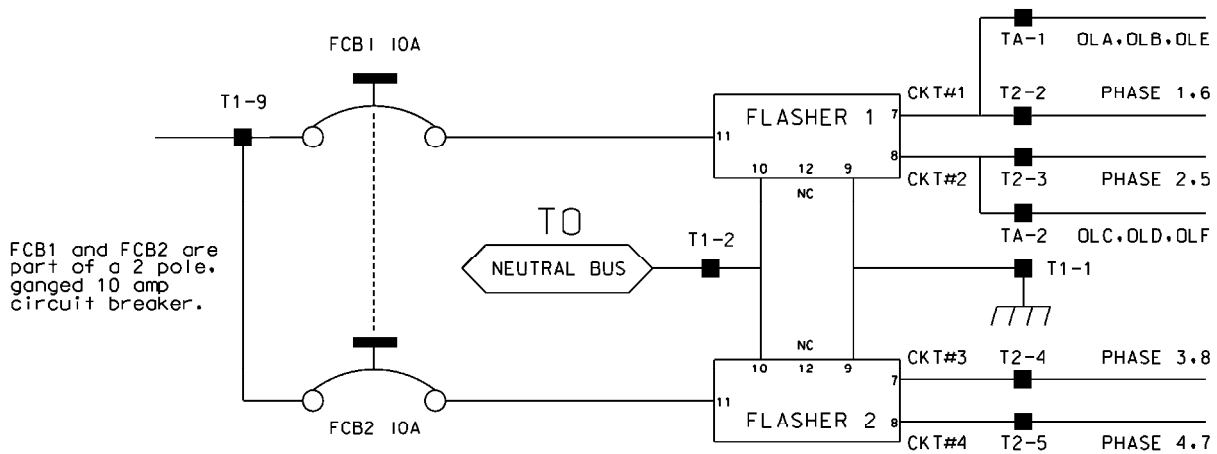 FCB1 10A
TA-1 OLA,OLB,OLE
T1-9
CKT#1 T2-2 PHASE 1,6
FLASHER 1
7
11
8
10 12 9
NC
CKT#2 T2-3 PHASE 2,5
TA-2 OLC,OLD,OLF
TO
NEUTRAL BUS
T1-2
T1-1
FCB1 and FCB2 are
part of a 2 pole,
ganged 10 amp
circuit breaker.
NC
10 12 9
CKT#3 T2-4 PHASE 3,8
7
11
FLASHER 2
8
FCB2 10A
CKT#4 T2-5 PHASE 4,7